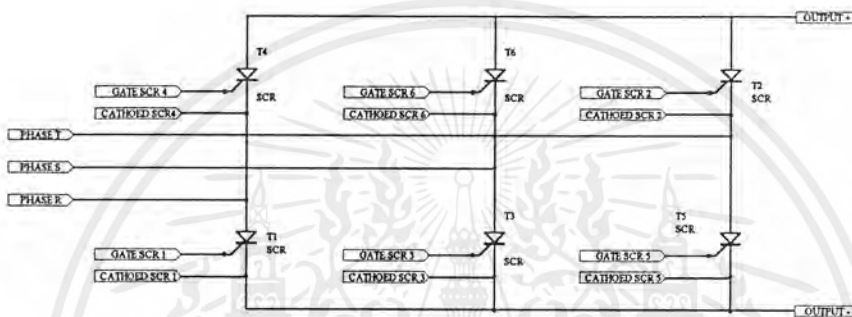 OUTPUT +
T4
T6
T2
SCR
SCR
SCR
GATE SCR 4
GATE SCR 6
GATE SCR 2
CATHOED SCR4
CATHOED SCR 6
CATHOED SCR 2
PHASE T
PHASE S
PHASE R
T1
T3
T5
SCR
SCR
SCR
GATE SCR 1
GATE SCR 3
GATE SCR 5
CATHOED SCR 1
CATHOED SCR 3
CATHOED SCR 5
OUTPUT -